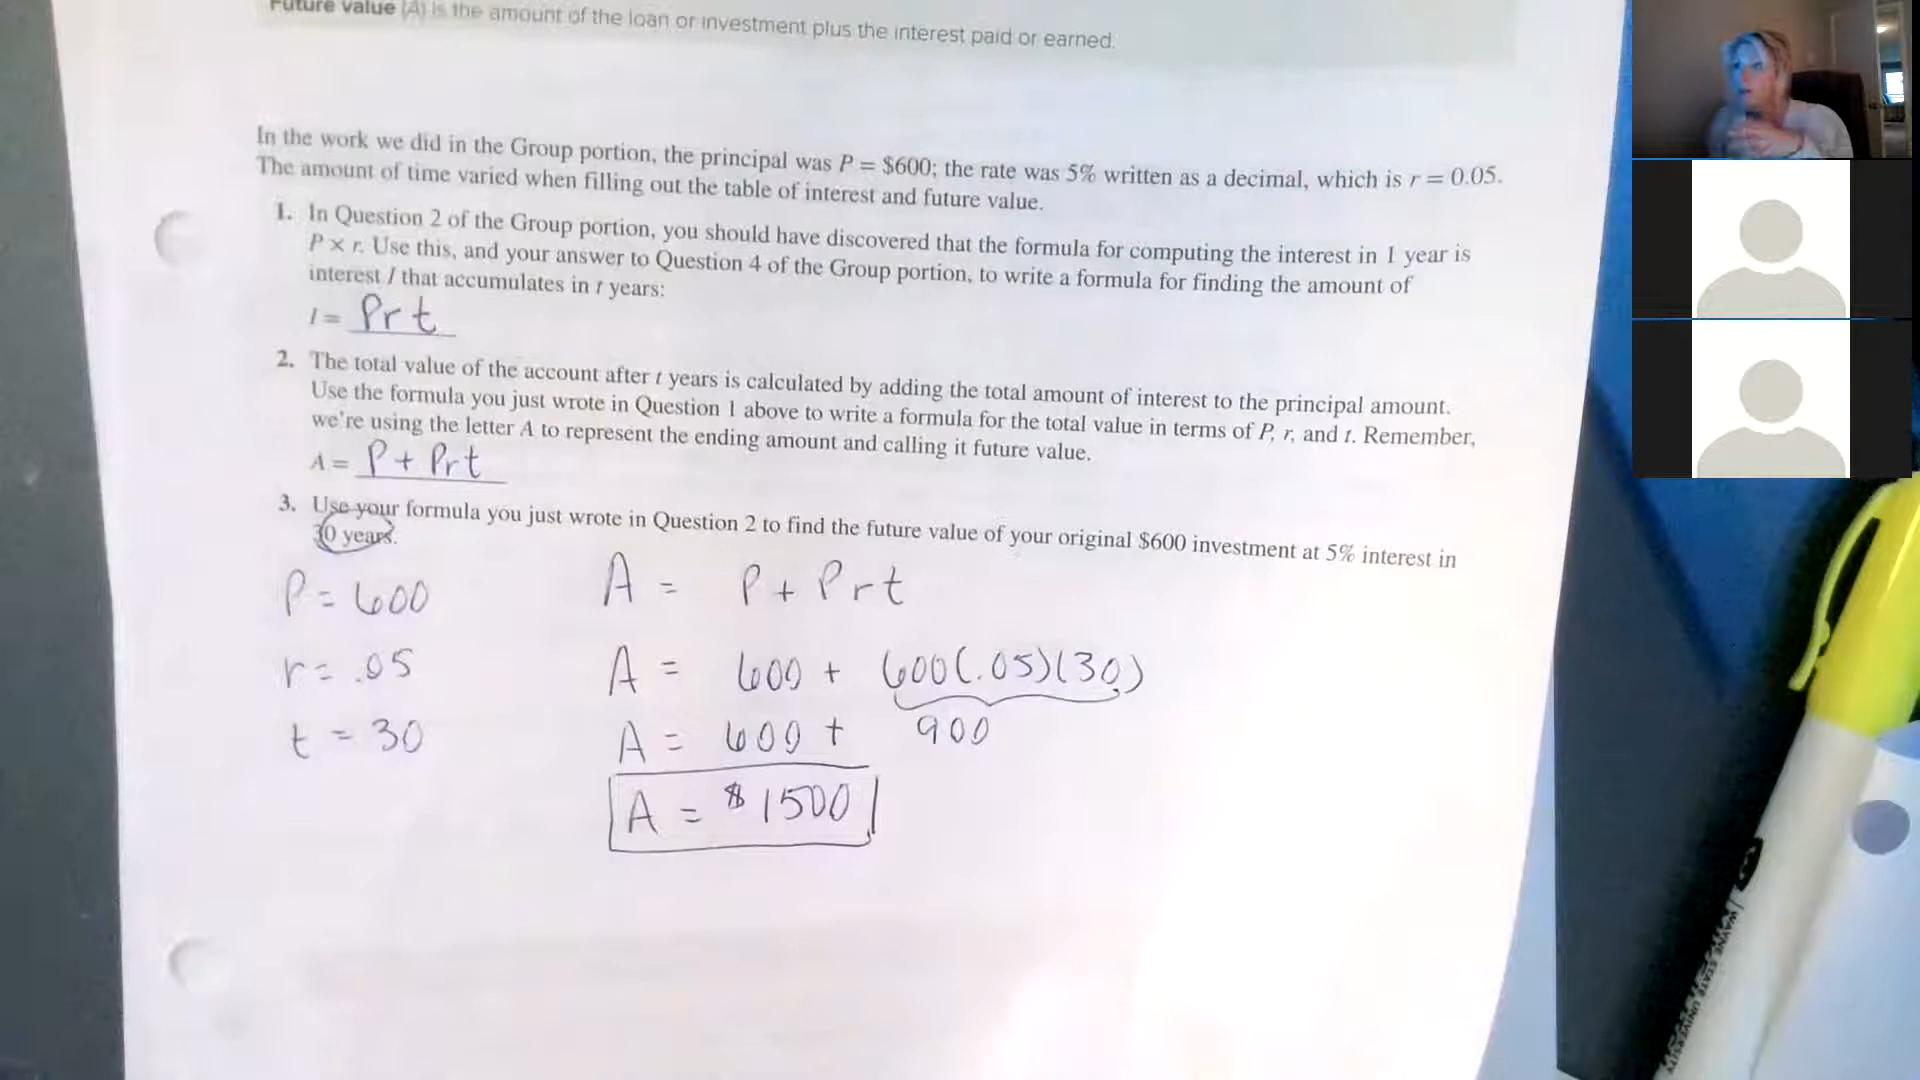 Future value (A) is the amount of the loan or investment plus the interest paid or earned.
In the work we did in the Group portion, the principal was P = $600; the rate was 5% written as a decimal, which is r = 0.05.
The amount of time varied when filling out the table of interest and future value.
1. In Question 2 of the Group portion, you should have discovered that the formula for computing the interest in 1 year is
P × r. Use this, and your answer to Question 4 of the Group portion, to write a formula for finding the amount of
interest I that accumulates in t years:
I = Prt
2. The total value of the account after t years is calculated by adding the total amount of interest to the principal amount.
Use the formula you just wrote in Question 1 above to write a formula for the total value in terms of P, r, and t. Remember,
we're using the letter A to represent the ending amount and calling it future value.
A = P + Prt
3. Use your formula you just wrote in Question 2 to find the future value of your original $600 investment at 5% interest in
30 years.
P = 600
r = .05
t = 30
A = P + Prt
A = 600 + 600(.05)(30)
A = 600 + 900
A = $1500
WAYNE STATE UNIVERSITY